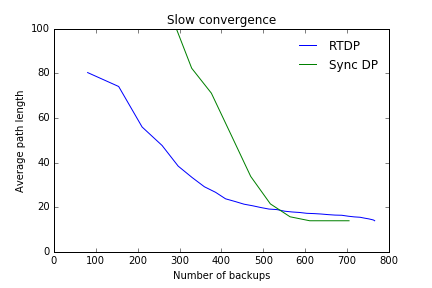 Slow convergence
100
80
60
40
20
0
Average path length
RTDP
Sync DP
0 100 200 300 400 500 600 700 800
Number of backups